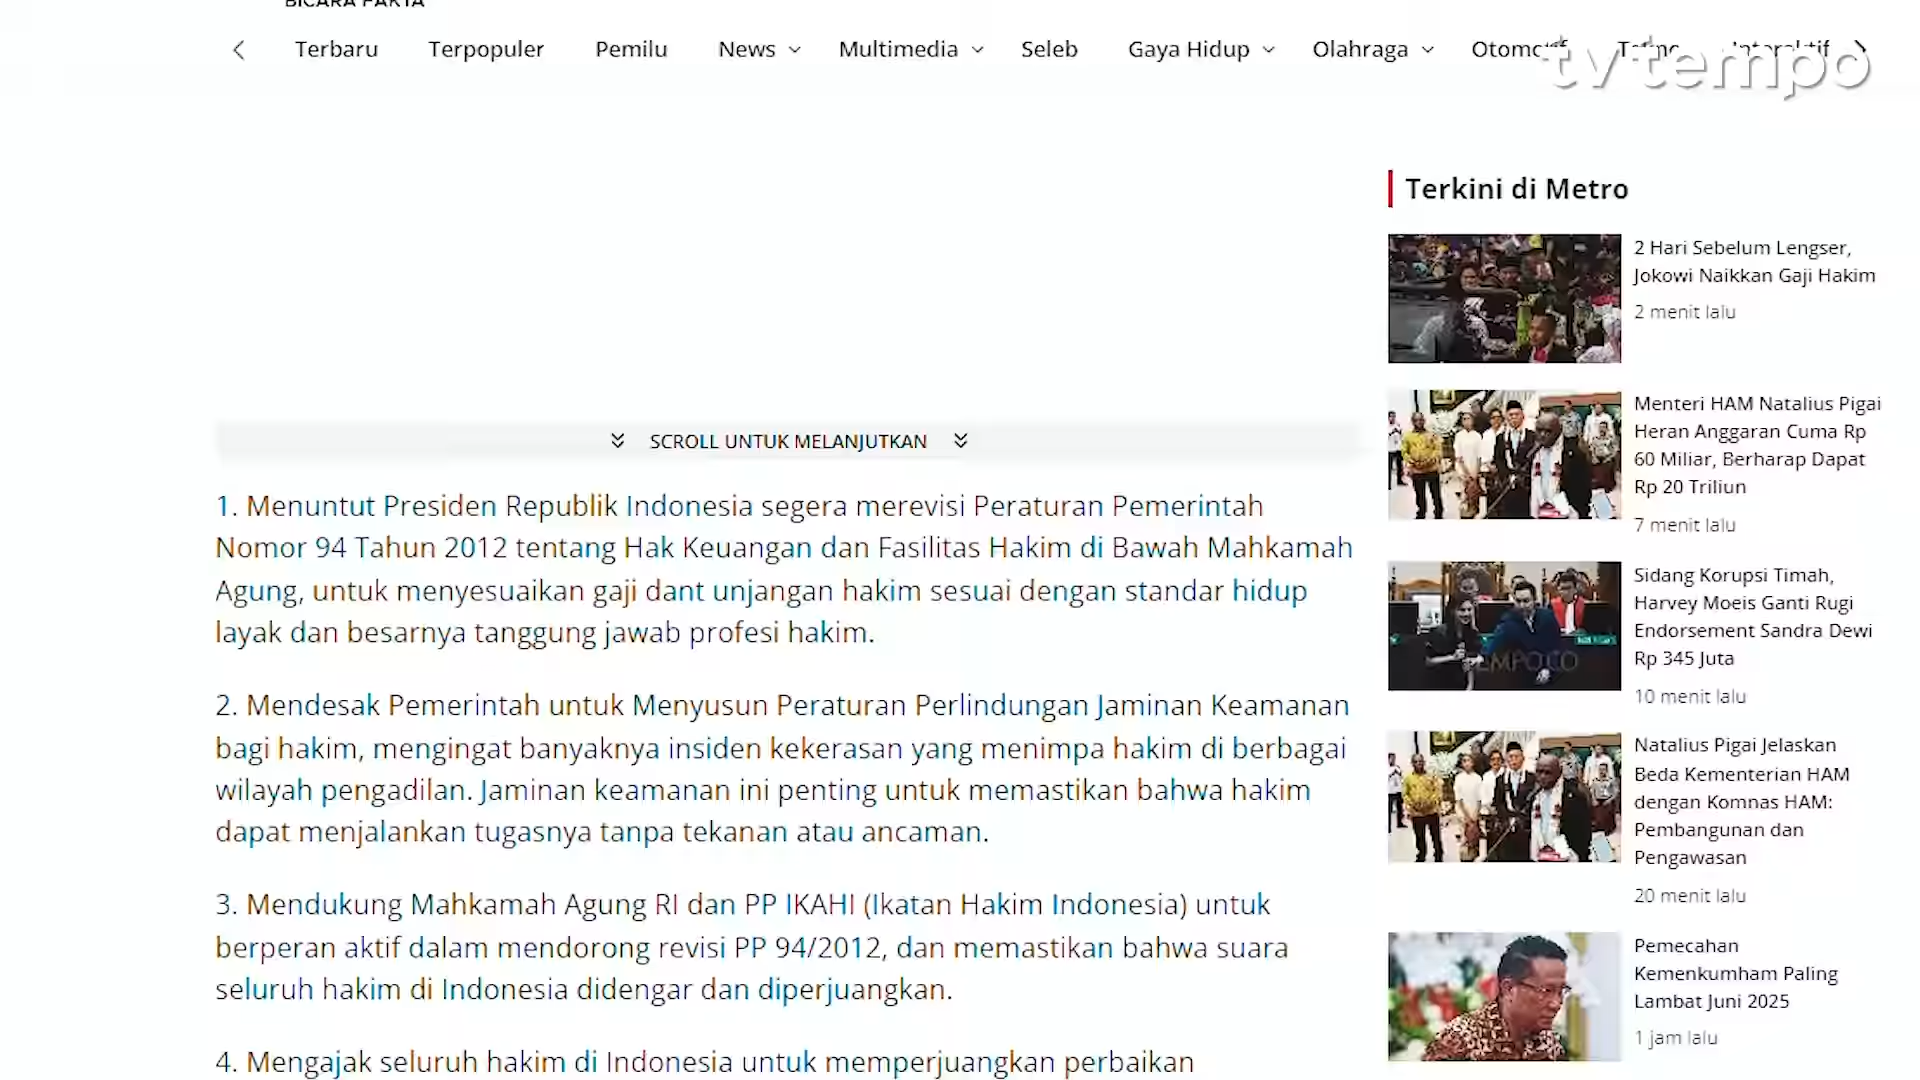 BICARA FAKTA
Terbaru Terpopuler Pemilu News Multimedia Seleb Gaya Hidup Olahraga Otomotif Tekno Interaktif
tvtempo
Terkini di Metro
2 Hari Sebelum Lengser,
Jokowi Naikkan Gaji Hakim
2 menit lalu
Menteri HAM Natalius Pigai
Heran Anggaran Cuma Rp
60 Miliar, Berharap Dapat
Rp 20 Triliun
7 menit lalu
Sidang Korupsi Timah,
Harvey Moeis Ganti Rugi
Endorsement Sandra Dewi
Rp 345 Juta
10 menit lalu
TEMPO.CO
Natalius Pigai Jelaskan
Beda Kementerian HAM
dengan Komnas HAM:
Pembangunan dan
Pengawasan
20 menit lalu
Pemecahan
Kemenkumham Paling
Lambat Juni 2025
1 jam lalu
SCROLL UNTUK MELANJUTKAN
1. Menuntut Presiden Republik Indonesia segera merevisi Peraturan Pemerintah
Nomor 94 Tahun 2012 tentang Hak Keuangan dan Fasilitas Hakim di Bawah Mahkamah
Agung, untuk menyesuaikan gaji dant unjangan hakim sesuai dengan standar hidup
layak dan besarnya tanggung jawab profesi hakim.
2. Mendesak Pemerintah untuk Menyusun Peraturan Perlindungan Jaminan Keamanan
bagi hakim, mengingat banyaknya insiden kekerasan yang menimpa hakim di berbagai
wilayah pengadilan. Jaminan keamanan ini penting untuk memastikan bahwa hakim
dapat menjalankan tugasnya tanpa tekanan atau ancaman.
3. Mendukung Mahkamah Agung RI dan PP IKAHI (Ikatan Hakim Indonesia) untuk
berperan aktif dalam mendorong revisi PP 94/2012, dan memastikan bahwa suara
seluruh hakim di Indonesia didengar dan diperjuangkan.
4. Mengajak seluruh hakim di Indonesia untuk memperjuangkan perbaikan